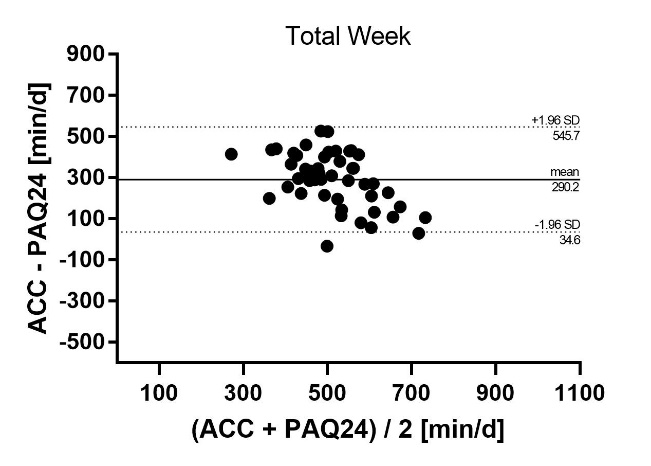 Total Week
900
700
500
300
100
-100
-300
-500
ACC - PAQ24 [min/d]
+1.96 SD
545.7
mean
290.2
-1.96 SD
34.6
100 300 500 700 900 1100
(ACC + PAQ24) / 2 [min/d]